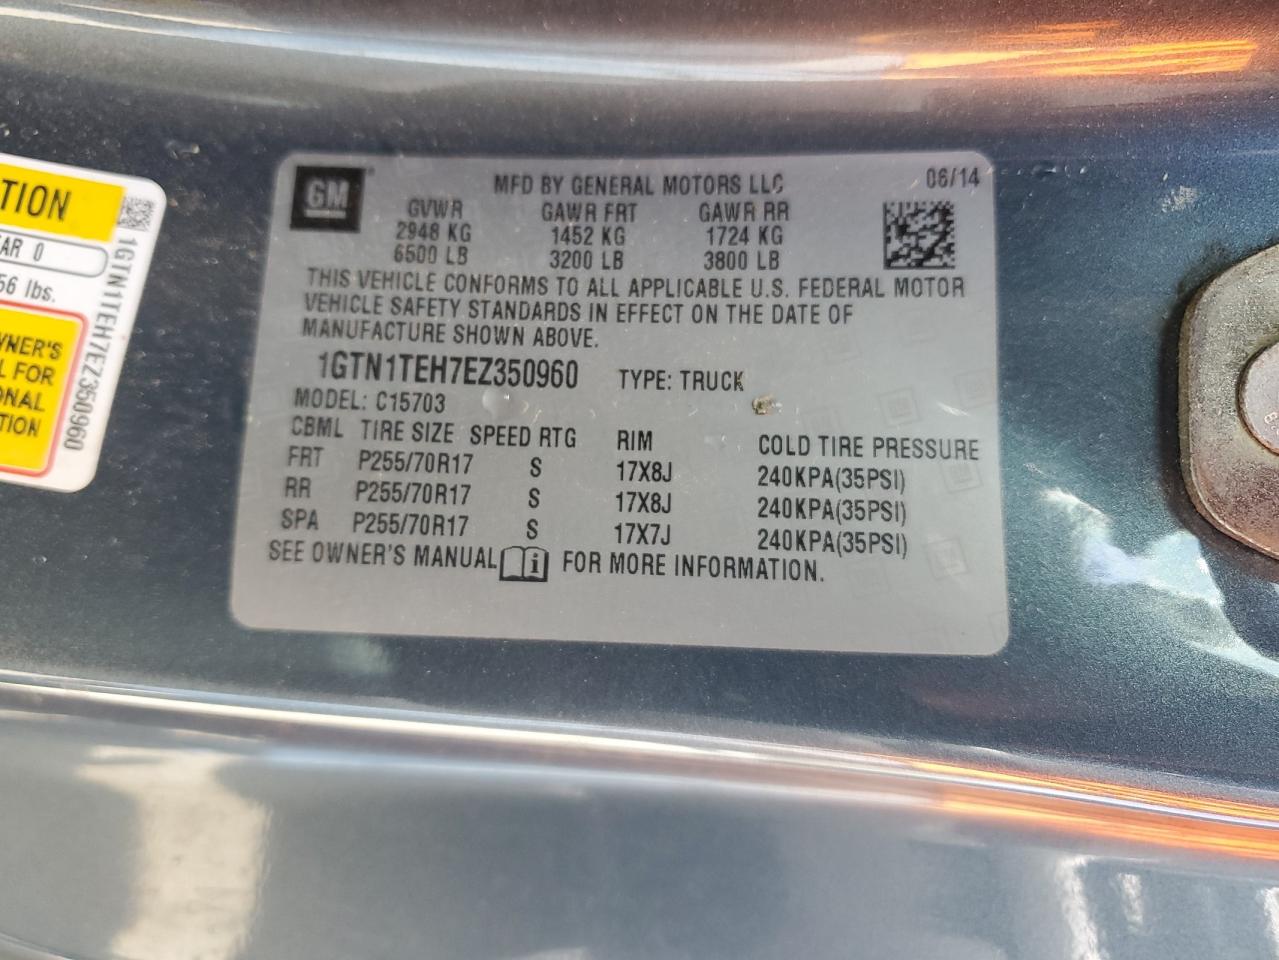 TION
EAR 0
56 lbs.
WNER'S
L FOR
ONAL
TION
1GTN1TEH7EZ350960
GM
MFD BY GENERAL MOTORS LLC
06/14
GVWR GAWR FRT GAWR RR
2948 KG 1452 KG 1724 KG
6500 LB 3200 LB 3800 LB
THIS VEHICLE CONFORMS TO ALL APPLICABLE U.S. FEDERAL MOTOR
VEHICLE SAFETY STANDARDS IN EFFECT ON THE DATE OF
MANUFACTURE SHOWN ABOVE.
1GTN1TEH7EZ350960 TYPE: TRUCK
MODEL: C15703
CBML TIRE SIZE SPEED RTG RIM COLD TIRE PRESSURE
FRT P255/70R17 S 17X8J 240KPA(35PSI)
RR P255/70R17 S 17X8J 240KPA(35PSI)
SPA P255/70R17 S 17X7J 240KPA(35PSI)
SEE OWNER'S MANUAL FOR MORE INFORMATION.